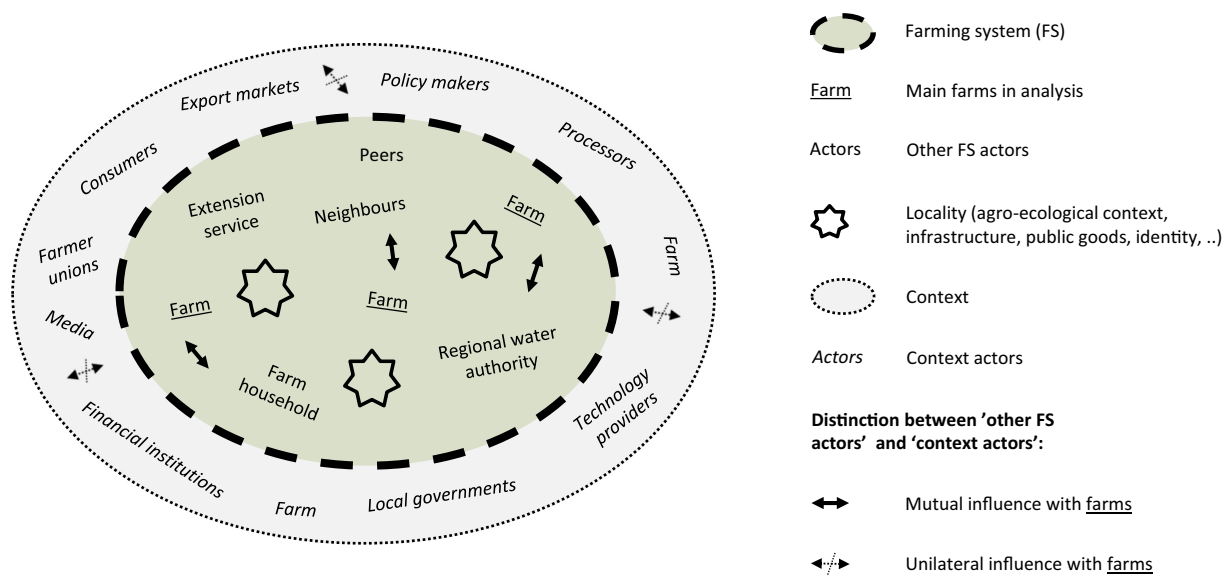 Export markets
Policy makers
Processors
Consumers
Peers
Extension
service
Neighbours
Farm
Farmer
unions
Farm
Farm
Farm
Media
Regional water
authority
Farm
household
Technology
providers
Financial institutions
Farm
Local governments
Farming system (FS)
Farm
Main farms in analysis
Actors
Other FS actors
Locality (agro-ecological context,
infrastructure, public goods, identity, ..)
Context
Actors
Context actors
Distinction between ’other FS
actors’ and ‘context actors’:
Mutual influence with farms
Unilateral influence with farms